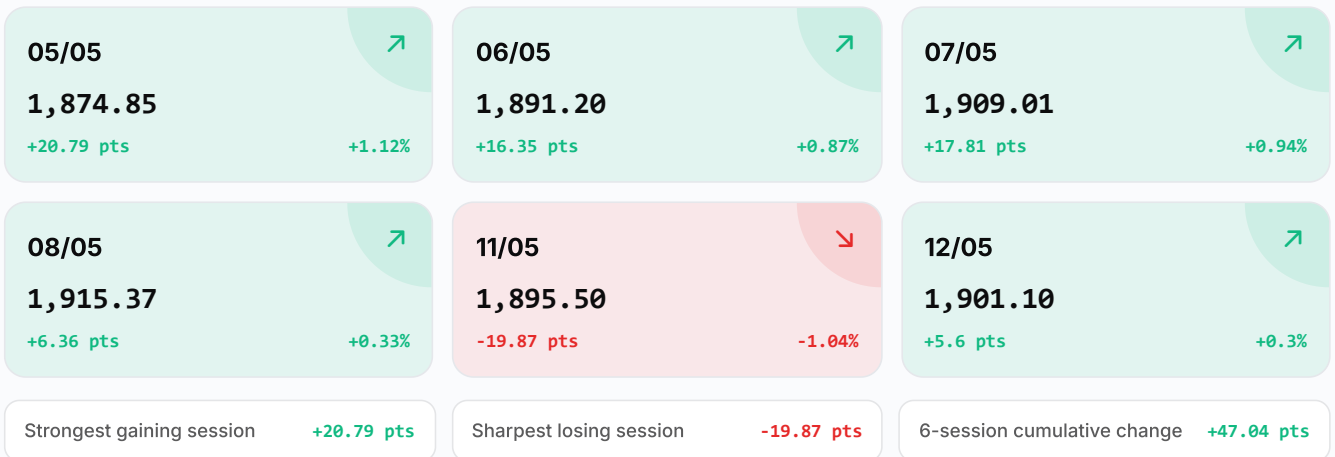 05/05
1,874.85
+20.79 pts +1.12%
06/05
1,891.20
+16.35 pts +0.87%
07/05
1,909.01
+17.81 pts +0.94%
08/05
1,915.37
+6.36 pts +0.33%
11/05
1,895.50
-19.87 pts -1.04%
12/05
1,901.10
+5.6 pts +0.3%
Strongest gaining session +20.79 pts
Sharpest losing session -19.87 pts
6-session cumulative change +47.04 pts